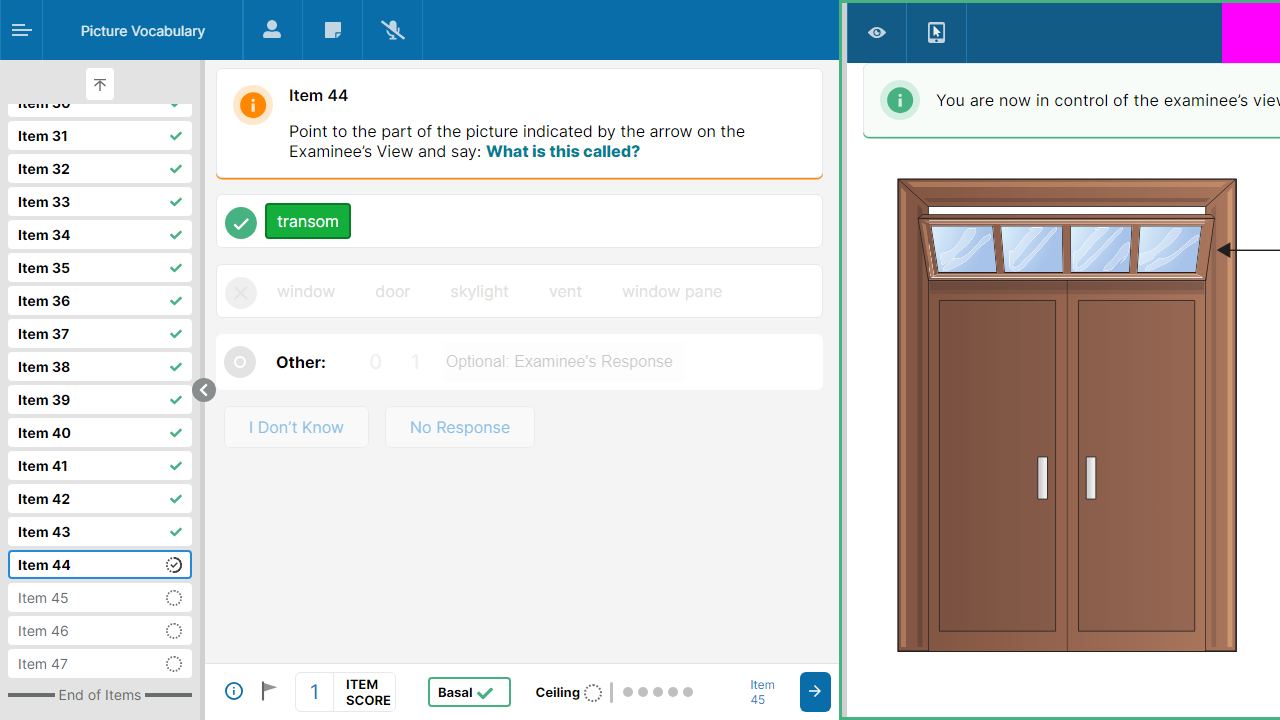 Picture Vocabulary
Item 30
Item 31
Item 32
Item 33
Item 34
Item 35
Item 36
Item 37
Item 38
Item 39
Item 40
Item 41
Item 42
Item 43
Item 44
Item 45
Item 46
Item 47
End of Items
Item 44
Point to the part of the picture indicated by the arrow on the
Examinee’s View and say: What is this called?
transom
window door skylight vent window pane
Other: 0 1 Optional: Examinee's Response
I Don’t Know No Response
1 ITEM
SCORE
Basal
Ceiling
Item
45
You are now in control of the examinee’s view